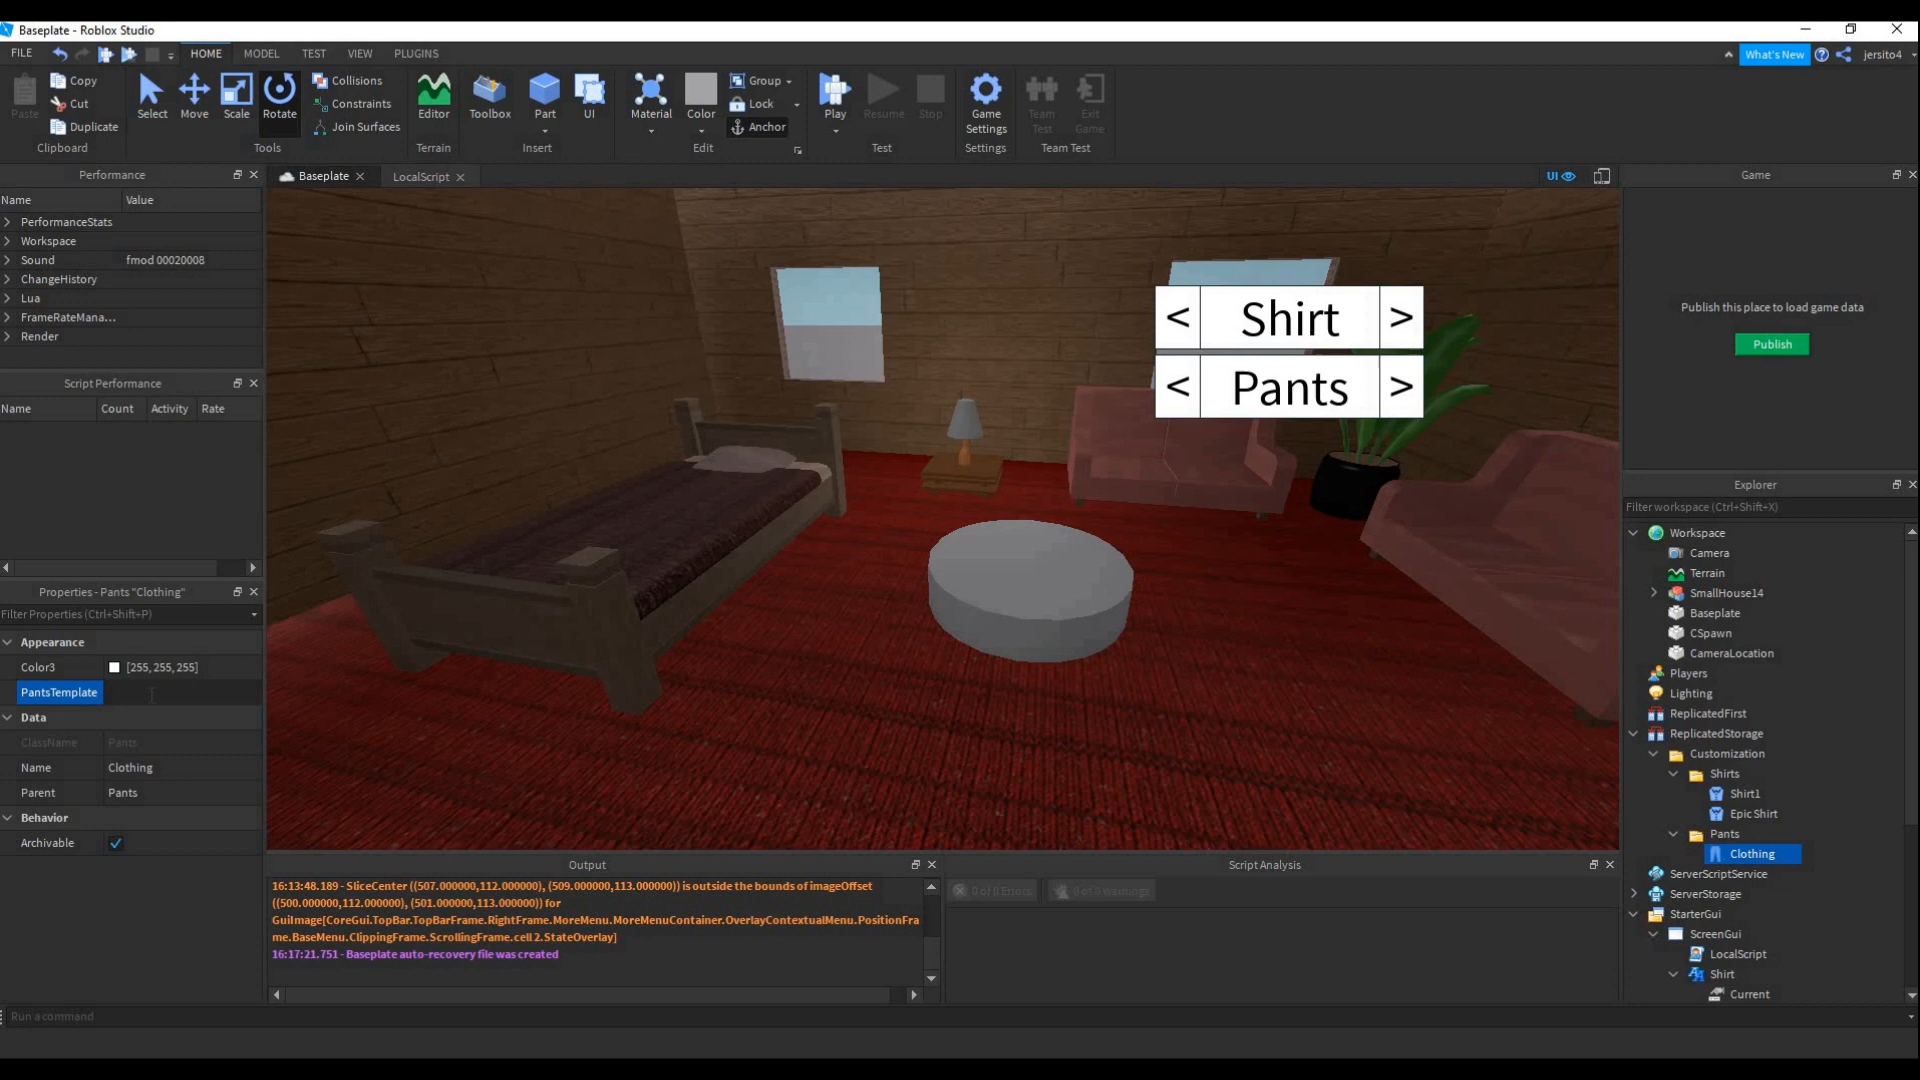 Baseplate - Roblox Studio
FILE
HOME
MODEL
TEST
VIEW
PLUGINS
What's New
jersito4
Paste
Copy
Cut
Duplicate
Clipboard
Select
Move
Scale
Rotate
Collisions
Constraints
Join Surfaces
Tools
Editor
Terrain
Toolbox
Part
UI
Insert
Material
Color
Group
Lock
Anchor
Edit
Play
Resume
Stop
Test
Game
Settings
Settings
Team
Test
Exit
Game
Team Test
Performance
Name Value
PerformanceStats
Workspace
Sound fmod 00020008
ChangeHistory
Lua
FrameRateMana...
Render
Script Performance
Name Count Activity Rate
Properties - Pants "Clothing"
Filter Properties (Ctrl+Shift+P)
Appearance
Color3 [255, 255, 255]
PantsTemplate
Data
ClassName Pants
Name Clothing
Parent Pants
Behavior
Archivable
Baseplate
LocalScript
UI
< Shirt >
< Pants >
Output
16:13:48.189 - SliceCenter ((507.000000,112.000000), (509.000000,113.000000)) is outside the bounds of imageOffset
((500.000000,112.000000), (501.000000,113.000000)) for
GuiImage[CoreGui.TopBar.TopBarFrame.RightFrame.MoreMenu.MoreMenuContainer.OverlayContextualMenu.PositionFra
me.BaseMenu.ClippingFrame.ScrollingFrame.cell 2.StateOverlay]
16:17:21.751 - Baseplate auto-recovery file was created
Script Analysis
0 of 0 Errors
0 of 0 Warnings
Game
Publish this place to load game data
Publish
Explorer
Filter workspace (Ctrl+Shift+X)
Workspace
Camera
Terrain
SmallHouse14
Baseplate
CSpawn
CameraLocation
Players
Lighting
ReplicatedFirst
ReplicatedStorage
Customization
Shirts
Shirt1
Epic Shirt
Pants
Clothing
ServerScriptService
ServerStorage
StarterGui
ScreenGui
LocalScript
Shirt
Current
Run a command